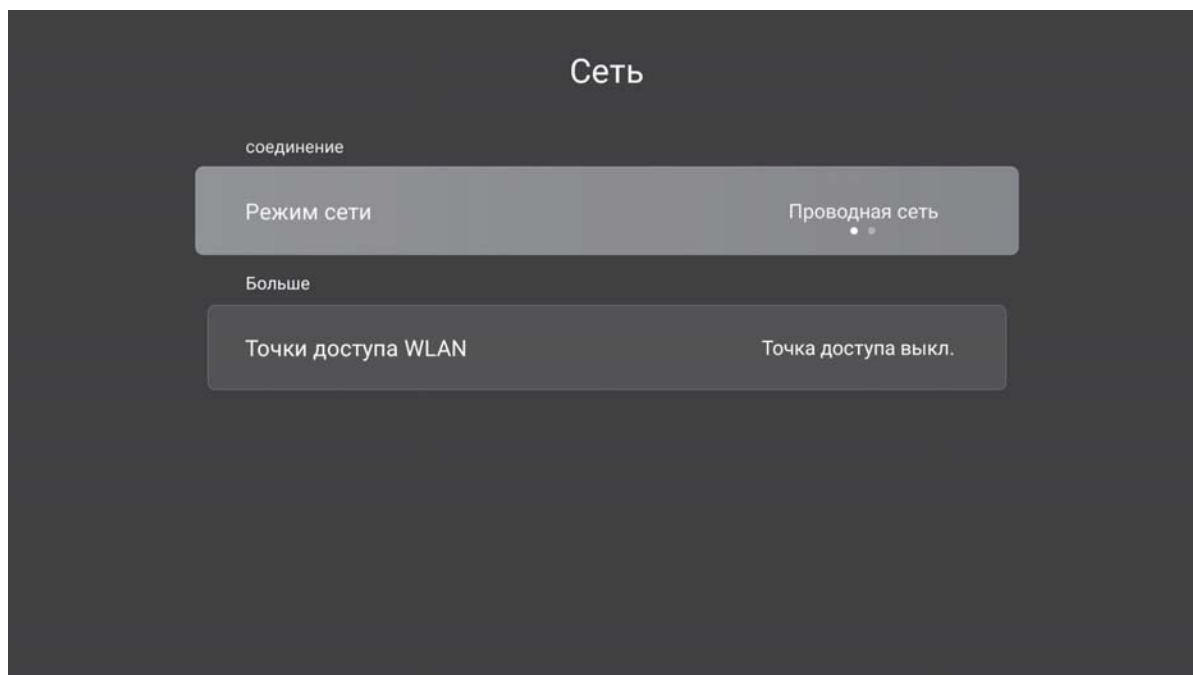 Сеть
соединение
Режим сети
Проводная сеть
Больше
Точки доступа WLAN
Точка доступа выкл.